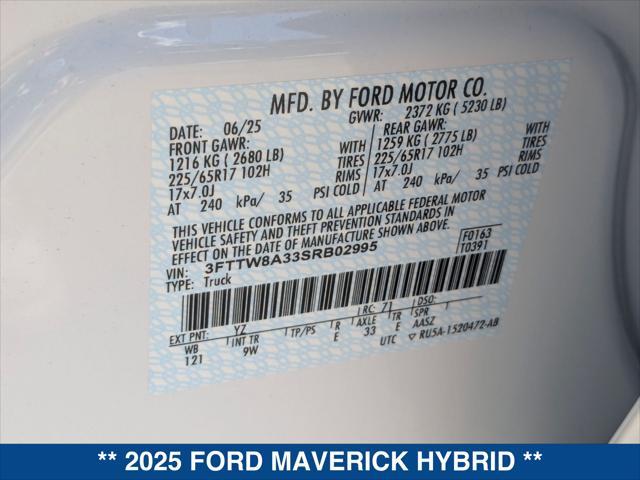 MFD. BY FORD MOTOR CO.
DATE: 06/25 GVWR: 2372 KG ( 5230 LB)
FRONT GAWR: WITH REAR GAWR: WITH
1216 KG ( 2680 LB) TIRES 1259 KG ( 2775 LB) TIRES
225/65R17 102H RIMS 225/65R17 102H RIMS
17x7.0J 17x7.0J
AT 240 kPa/ 35 PSI COLD AT 240 kPa/ 35 PSI COLD
THIS VEHICLE CONFORMS TO ALL APPLICABLE FEDERAL MOTOR
VEHICLE SAFETY AND THEFT PREVENTION STANDARDS IN
EFFECT ON THE DATE OF MANUFACTURE SHOWN ABOVE.
VIN: 3FTTW8A33SRB02995 F0163
TYPE: Truck T0391
EXT PNT: YZ RC: 71 DSO:
WB INT TR TP/PS R AXLE TR SPR
121 9W E 33 E AASZ
UTC ▽ RU5A-1520472-AB
** 2025 FORD MAVERICK HYBRID **